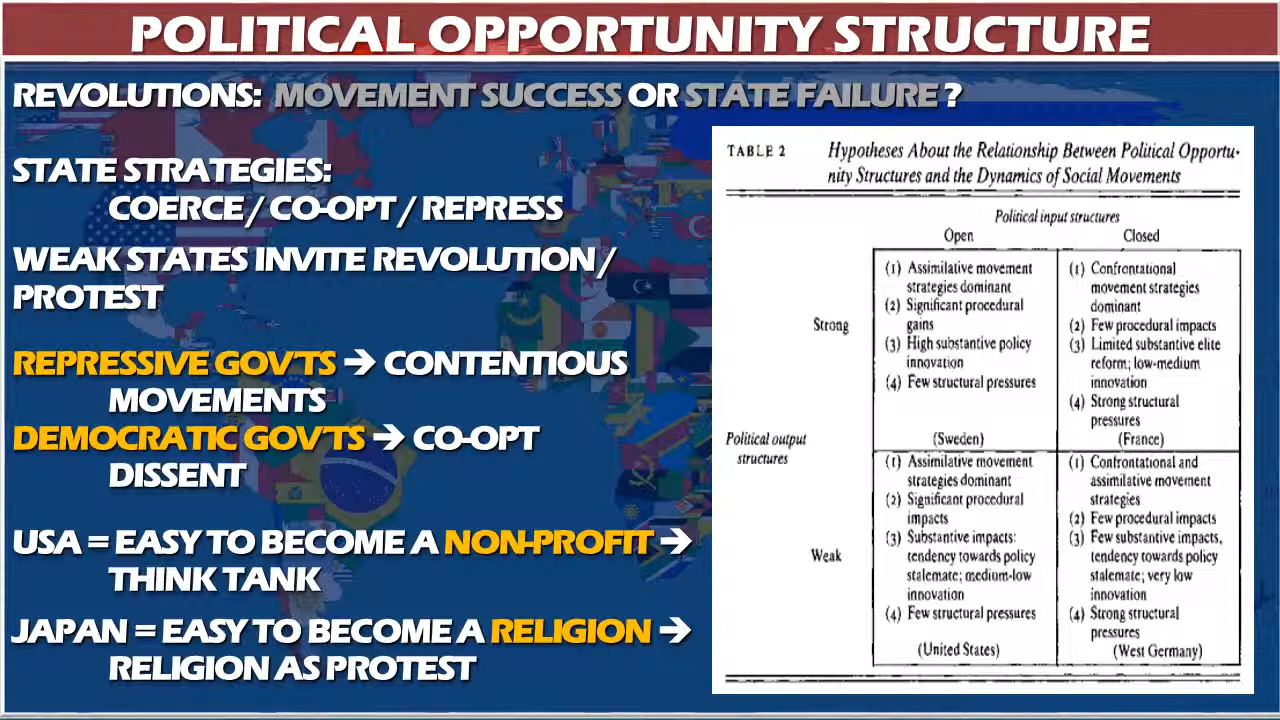 POLITICAL OPPORTUNITY STRUCTURE
REVOLUTIONS: MOVEMENT SUCCESS OR STATE FAILURE ?
STATE STRATEGIES:
COERCE / CO-OPT / REPRESS
WEAK STATES INVITE REVOLUTION /
PROTEST
REPRESSIVE GOV'TS → CONTENTIOUS
MOVEMENTS
DEMOCRATIC GOV'TS → CO-OPT
DISSENT
USA = EASY TO BECOME A NON-PROFIT →
THINK TANK
JAPAN = EASY TO BECOME A RELIGION →
RELIGION AS PROTEST
TABLE 2 Hypotheses About the Relationship Between Political Opportu-
nity Structures and the Dynamics of Social Movements
Political input structures
Open Closed
Strong
(1) Assimilative movement
strategies dominant
(2) Significant procedural
gains
(3) High substantive policy
innovation
(4) Few structural pressures
(Sweden)
(1) Confrontational
movement strategies
dominant
(2) Few procedural impacts
(3) Limited substantive elite
reform; low-medium
innovation
(4) Strong structural
pressures
(France)
Political output
structures
Weak
(1) Assimilative movement
strategies dominant
(2) Significant procedural
impacts
(3) Substantive impacts:
tendency towards policy
stalemate; medium-low
innovation
(4) Few structural pressures
(United States)
(1) Confrontational and
assimilative movement
strategies
(2) Few procedural impacts
(3) Few substantive impacts,
tendency towards policy
stalemate; very low
innovation
(4) Strong structural
pressures
(West Germany)